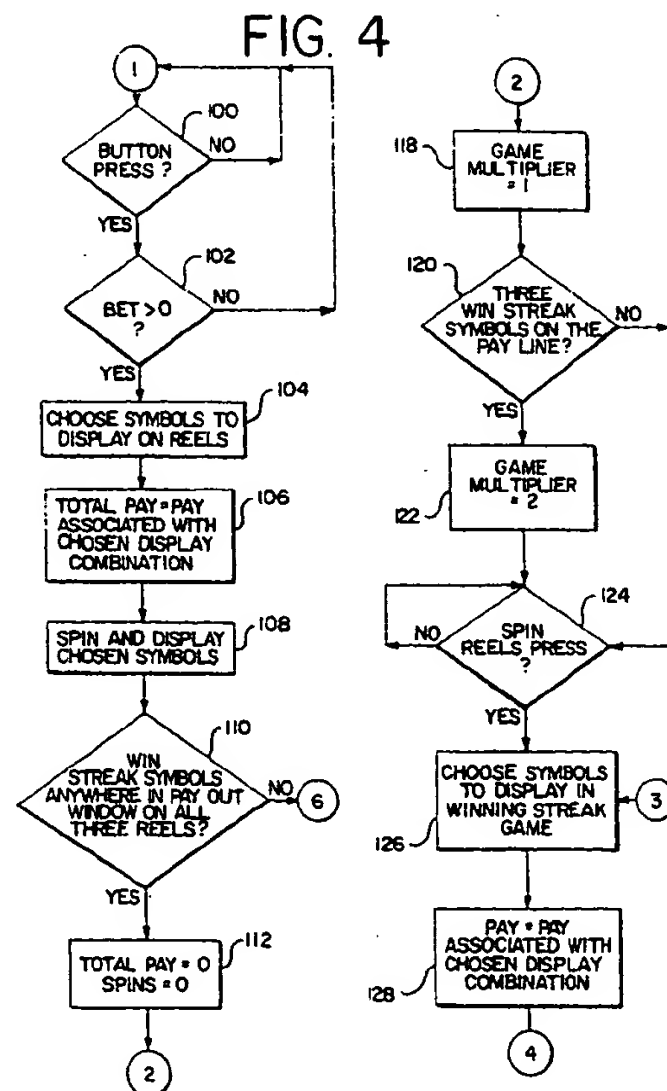 FIG. 4
1
100
BUTTON
PRESS ?
NO
YES
102
BET >0
?
NO
YES
104
CHOOSE SYMBOLS TO
DISPLAY ON REELS
106
TOTAL PAY = PAY
ASSOCIATED WITH
CHOSEN DISPLAY
COMBINATION
108
SPIN AND DISPLAY
CHOSEN SYMBOLS
110
WIN
STREAK SYMBOLS
ANYWHERE IN PAY OUT
WINDOW ON ALL
THREE REELS?
NO
6
YES
112
TOTAL PAY = 0
SPINS = 0
2
2
118
GAME
MULTIPLIER
= 1
120
THREE
WIN STREAK
SYMBOLS ON THE
PAY LINE?
NO
YES
GAME
MULTIPLIER
= 2
122
124
NO
SPIN
REELS PRESS
?
YES
CHOOSE SYMBOLS
TO DISPLAY IN
WINNING STREAK
GAME
3
126
PAY = PAY
ASSOCIATED WITH
CHOSEN DISPLAY
COMBINATION
128
4